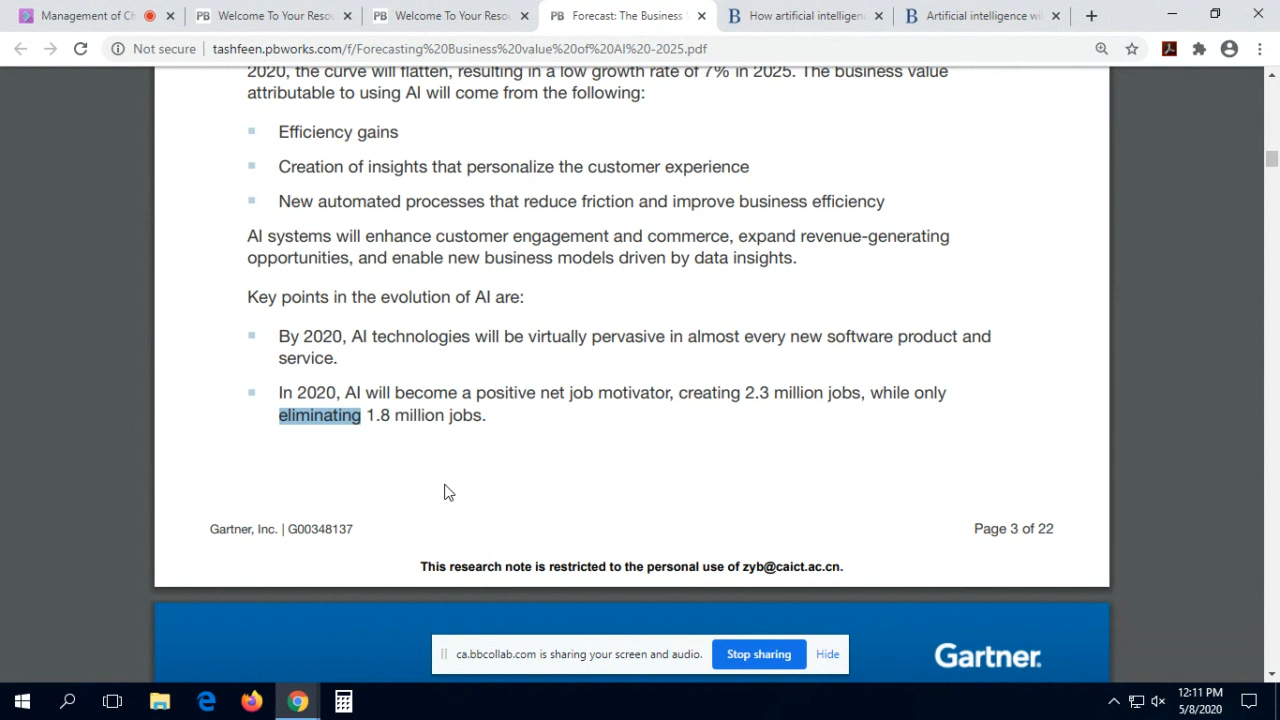 Management of Ch
Welcome To Your Resou
Welcome To Your Resou
Forecast: The Business
How artificial intelligen
Artificial intelligence wi
Not secure | tashfeen.pbworks.com/f/Forecasting%20Business%20value%20of%20AI%20-2025.pdf
2020, the curve will flatten, resulting in a low growth rate of 7% in 2025. The business value
attributable to using AI will come from the following:
Efficiency gains
Creation of insights that personalize the customer experience
New automated processes that reduce friction and improve business efficiency
AI systems will enhance customer engagement and commerce, expand revenue-generating
opportunities, and enable new business models driven by data insights.
Key points in the evolution of AI are:
By 2020, AI technologies will be virtually pervasive in almost every new software product and
service.
In 2020, AI will become a positive net job motivator, creating 2.3 million jobs, while only
eliminating 1.8 million jobs.
Gartner, Inc. | G00348137
Page 3 of 22
This research note is restricted to the personal use of zyb@caict.ac.cn.
ca.bbcollab.com is sharing your screen and audio.
Stop sharing
Hide
Gartner.
12:11 PM
5/8/2020